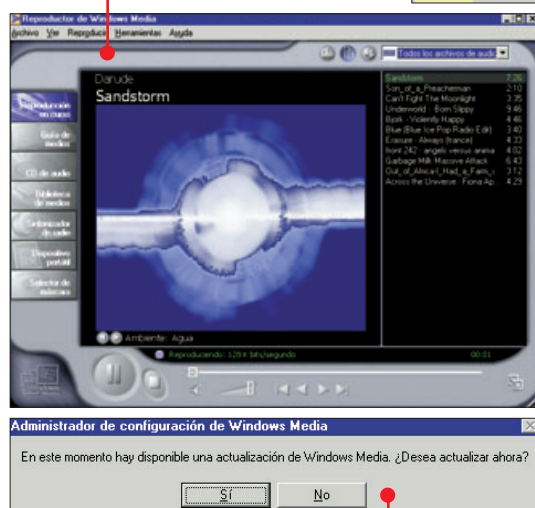 Reproductor de Windows Media
Archivo Ver Reproducir Herramientas Ayuda
Todos los archivos de audio
Darude
Sandstorm
Reproducción en curso
Guía de medios
CD de audio
Biblioteca de medios
Sintonizador de radio
Dispositivo portátil
Selector de máscara
Sandstorm 7:26
Son_of_a_Preacherman 2:10
Can't Fight The Moonlight 3:35
Underworld - Born Slippy 9:46
Bjork - Violently Happy 4:46
Blue (Blue Ice Pop Radio Edit) 3:40
Erasure - Always (trance) 4:33
front 242 - angels versus anima 4:02
Garbage Milk Massive Attack 6:43
Out_of_Africa-I_Had_a_Farm_i 3:12
Across the Universe - Fiona Ap... 4:29
Ambiente: Agua
Reproduciendo: 128 K bits/segundo 00:01
Administrador de configuración de Windows Media
En este momento hay disponible una actualización de Windows Media. ¿Desea actualizar ahora?
Sí No